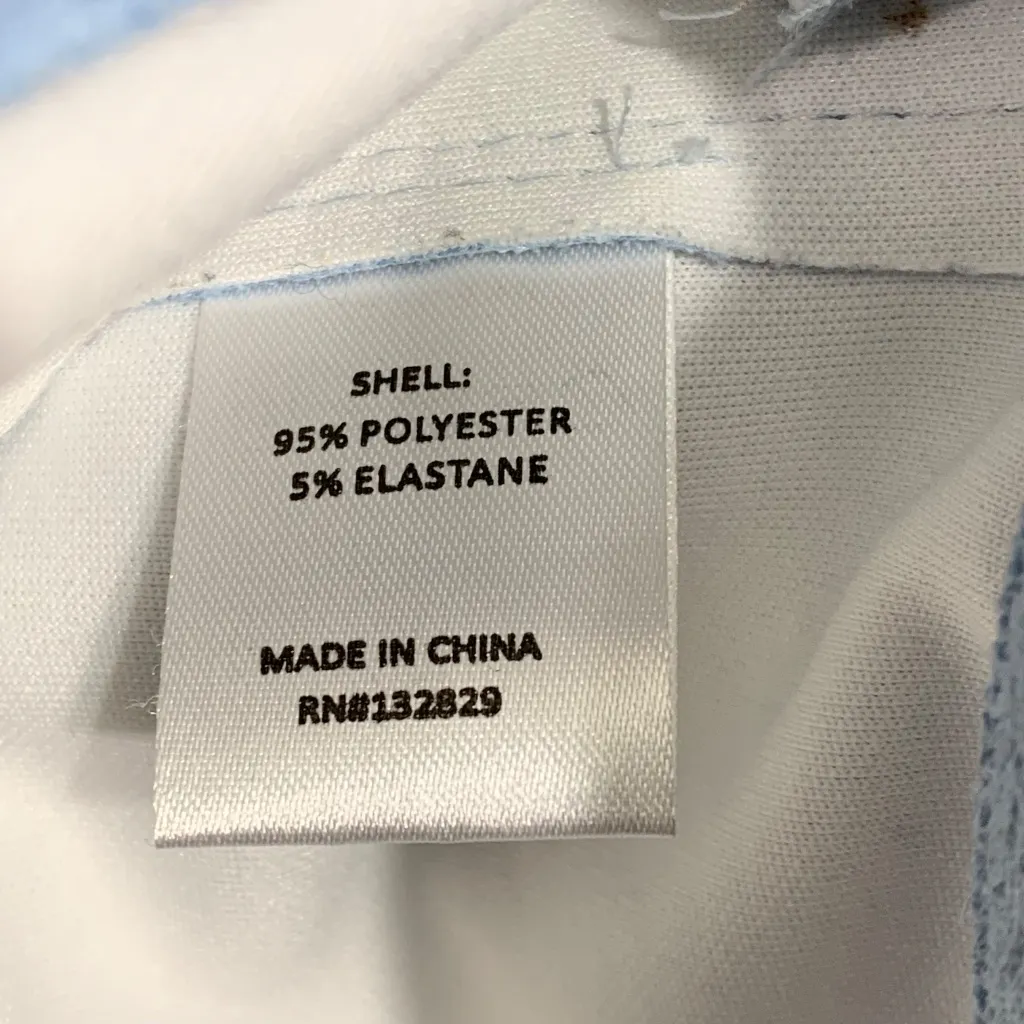 SHELL:
95% POLYESTER
5% ELASTANE
MADE IN CHINA
RN#132829